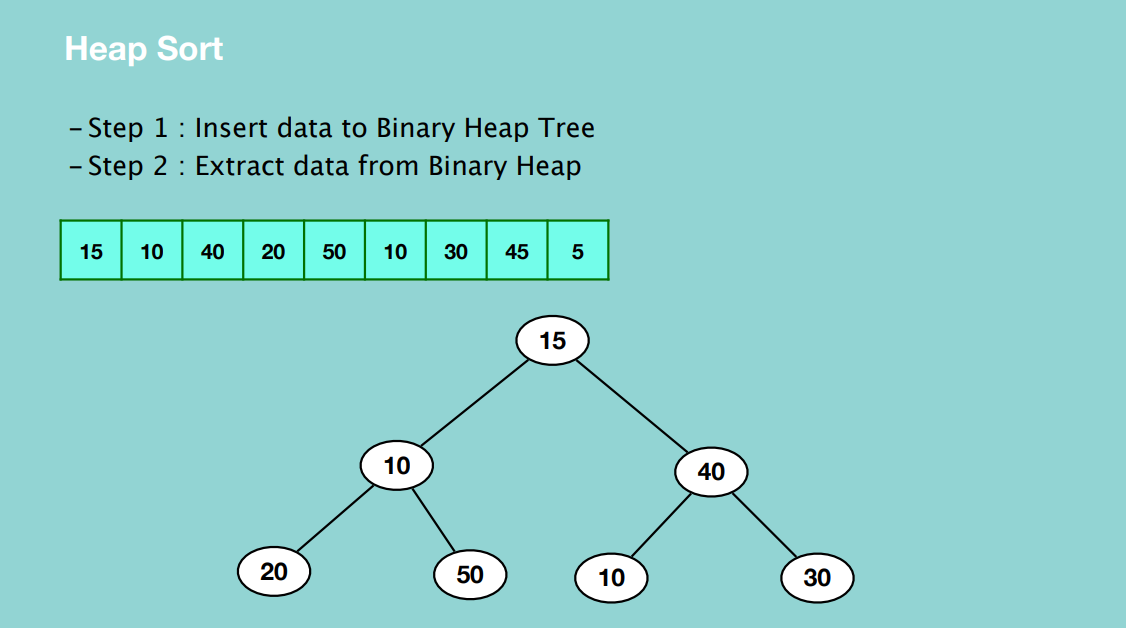 Heap Sort
– Step 1 : Insert data to Binary Heap Tree
– Step 2 : Extract data from Binary Heap
15 10 40 20 50 10 30 45 5
15
10 40
20 50 10 30